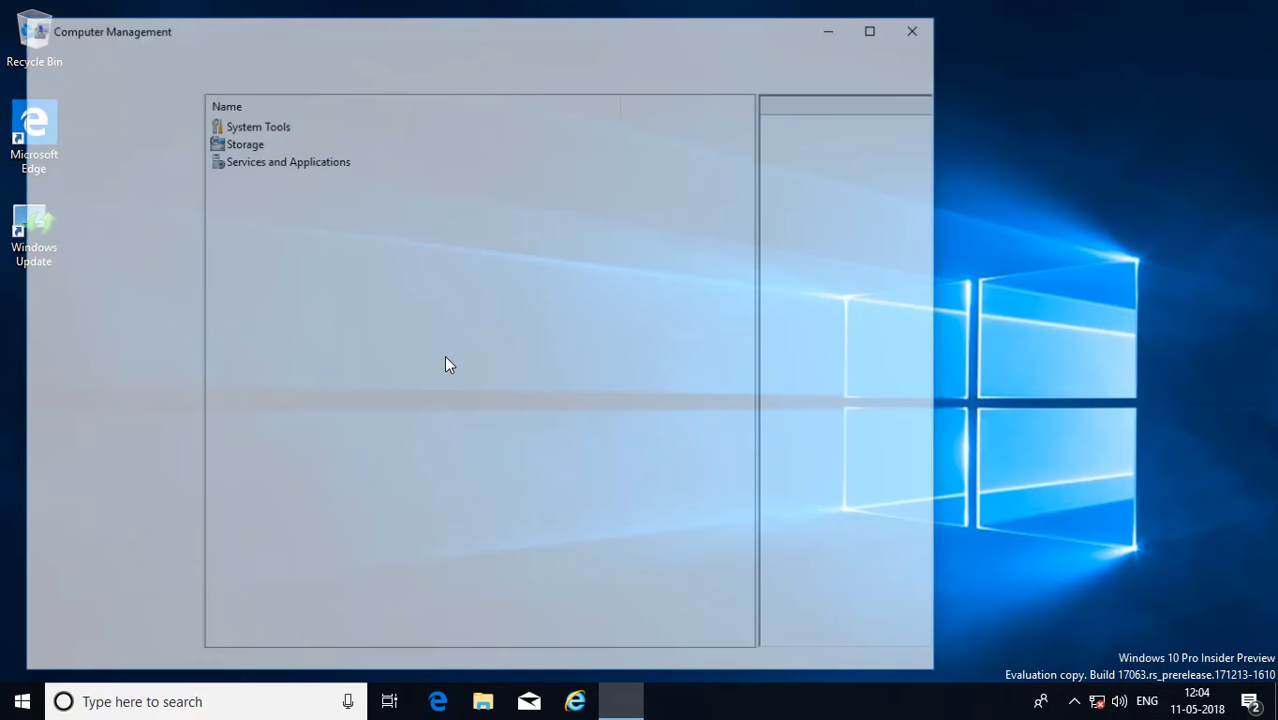 Computer Management
Recycle Bin
Name
System Tools
Storage
Services and Applications
Microsoft
Edge
Windows
Update
Windows 10 Pro Insider Preview
Evaluation copy. Build 17063.rs_prerelease.171213-1610
Type here to search
ENG
12:04
11-05-2018
2